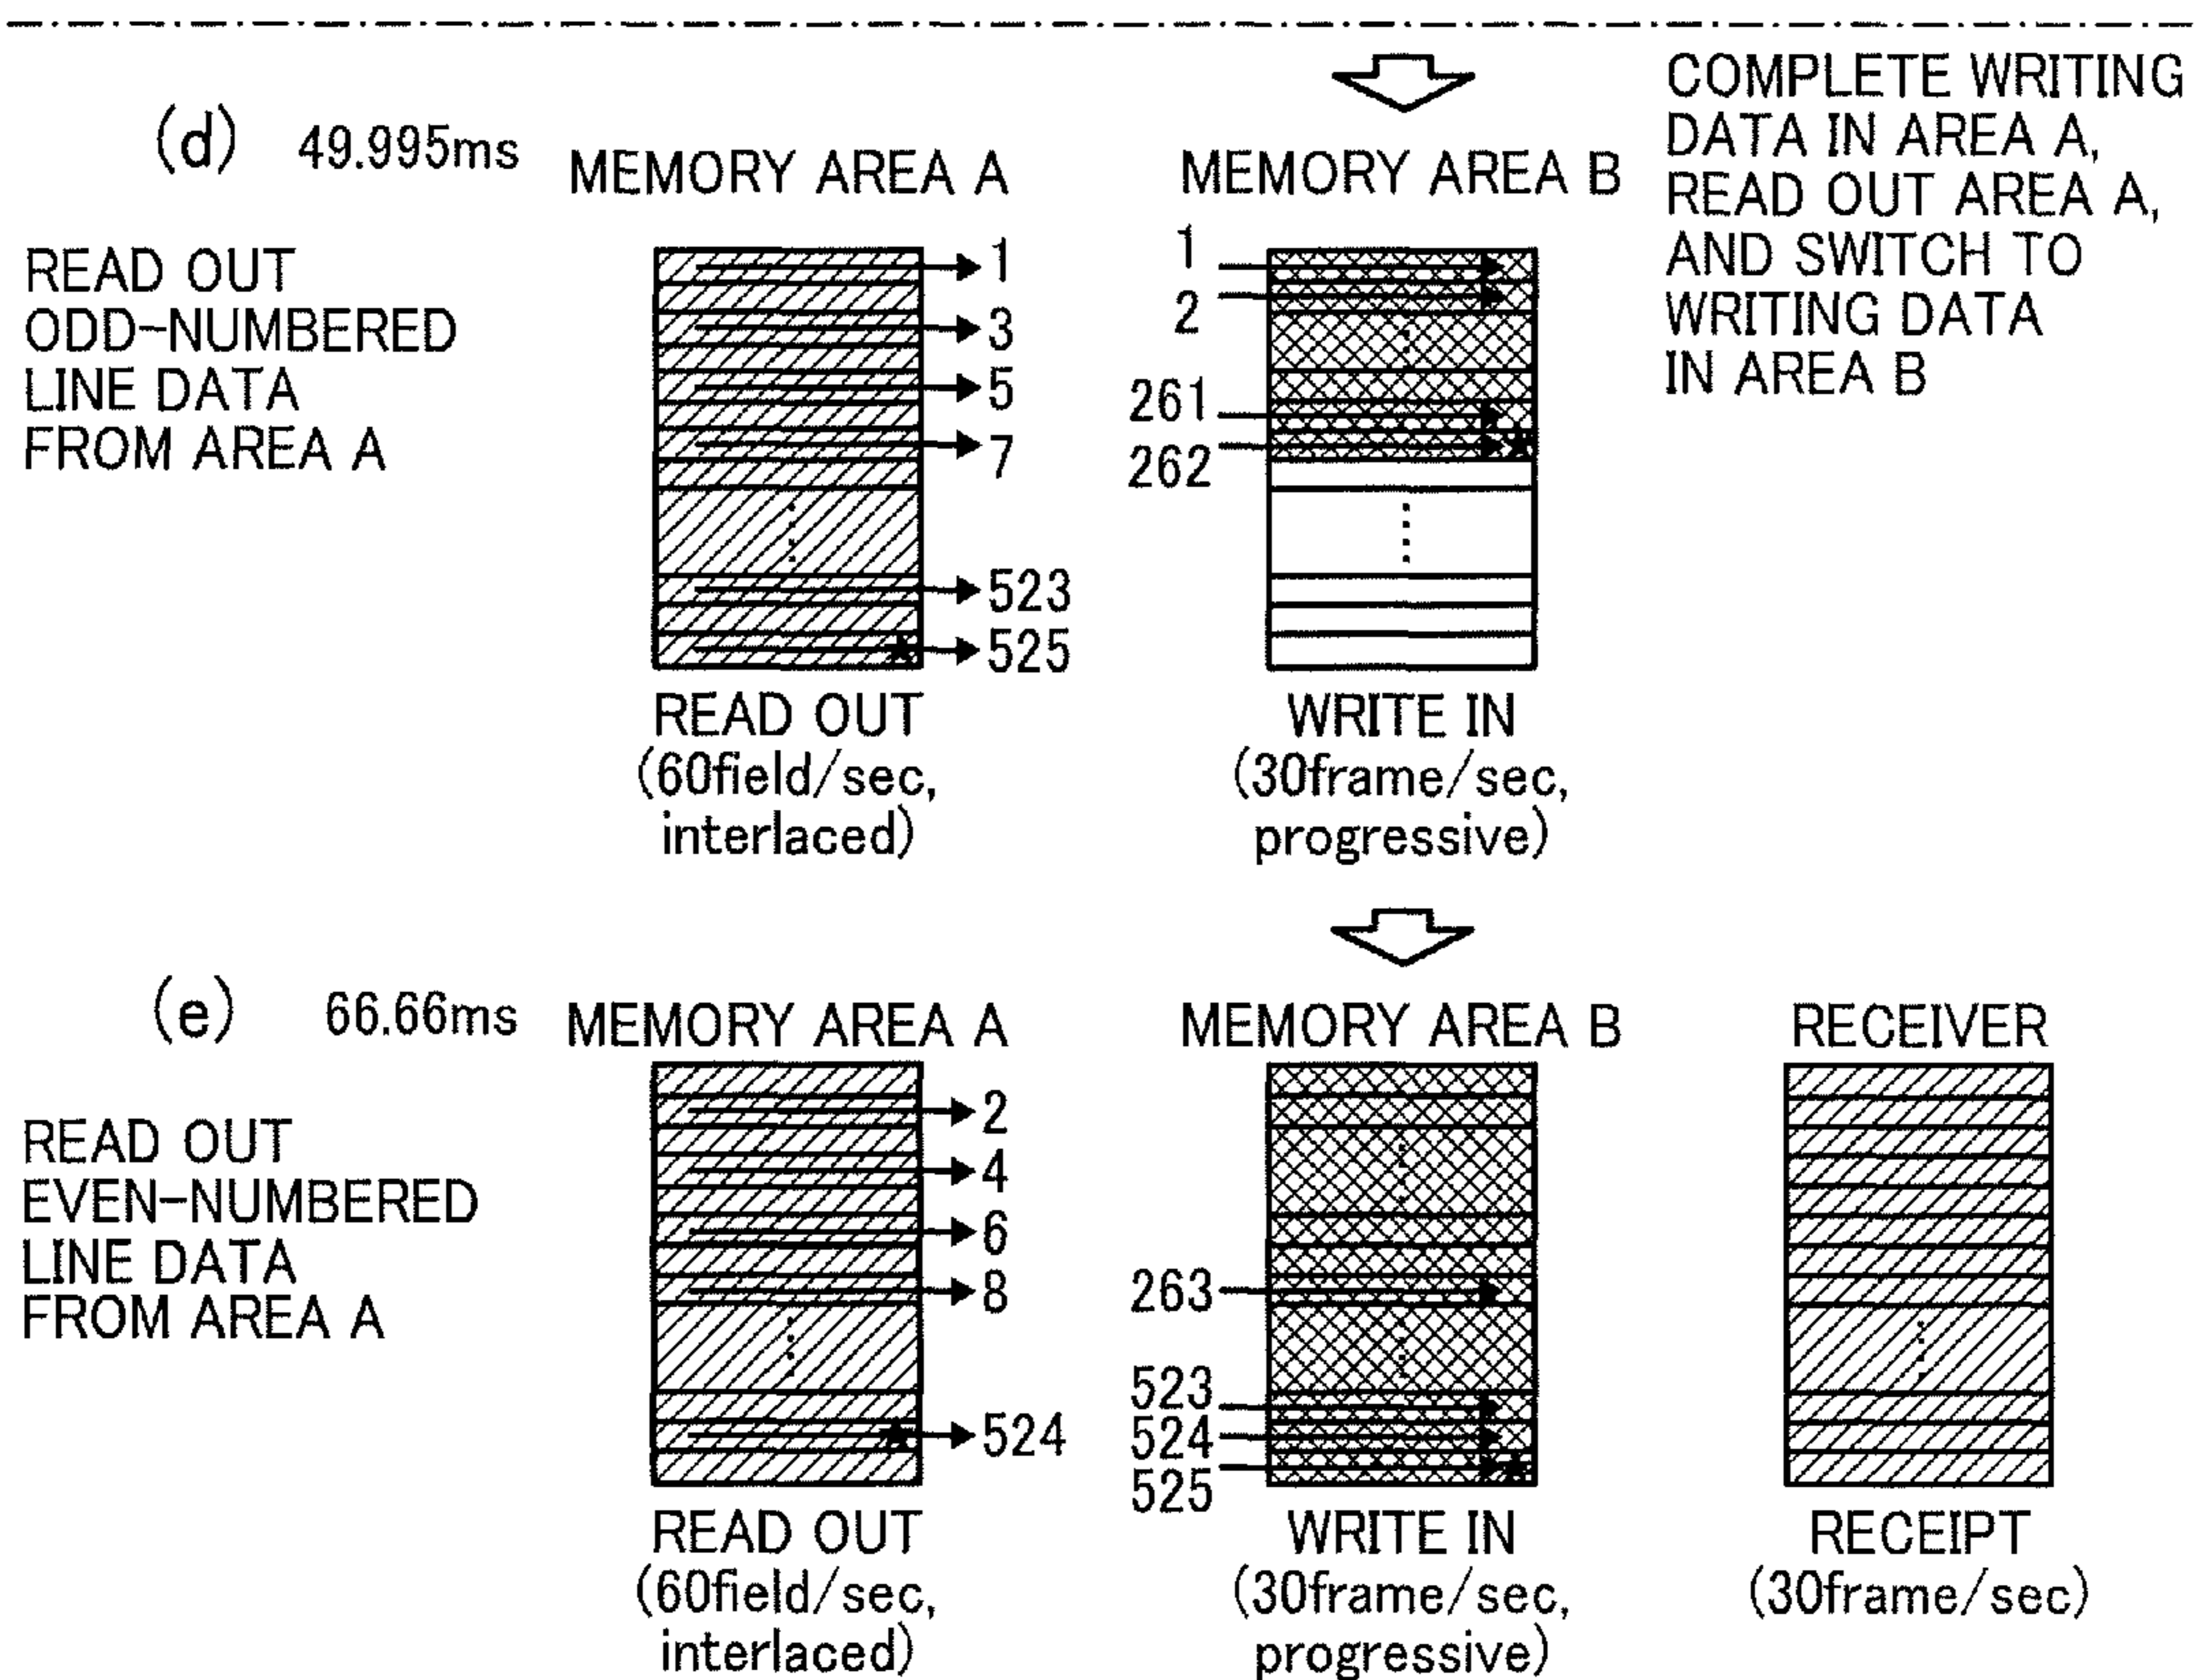 COMPLETE WRITING
DATA IN AREA A,
READ OUT AREA A,
AND SWITCH TO
WRITING DATA
IN AREA B
(d) 49.995ms
MEMORY AREA A
MEMORY AREA B
READ OUT
ODD-NUMBERED
LINE DATA
FROM AREA A
1
3
5
7
523
525
1
2
261
262
READ OUT
(60field/sec,
interlaced)
WRITE IN
(30frame/sec,
progressive)
(e) 66.66ms
MEMORY AREA A
MEMORY AREA B
RECEIVER
READ OUT
EVEN-NUMBERED
LINE DATA
FROM AREA A
2
4
6
8
524
263
523
524
525
READ OUT
(60field/sec,
interlaced)
WRITE IN
(30frame/sec,
progressive)
RECEIPT
(30frame/sec)